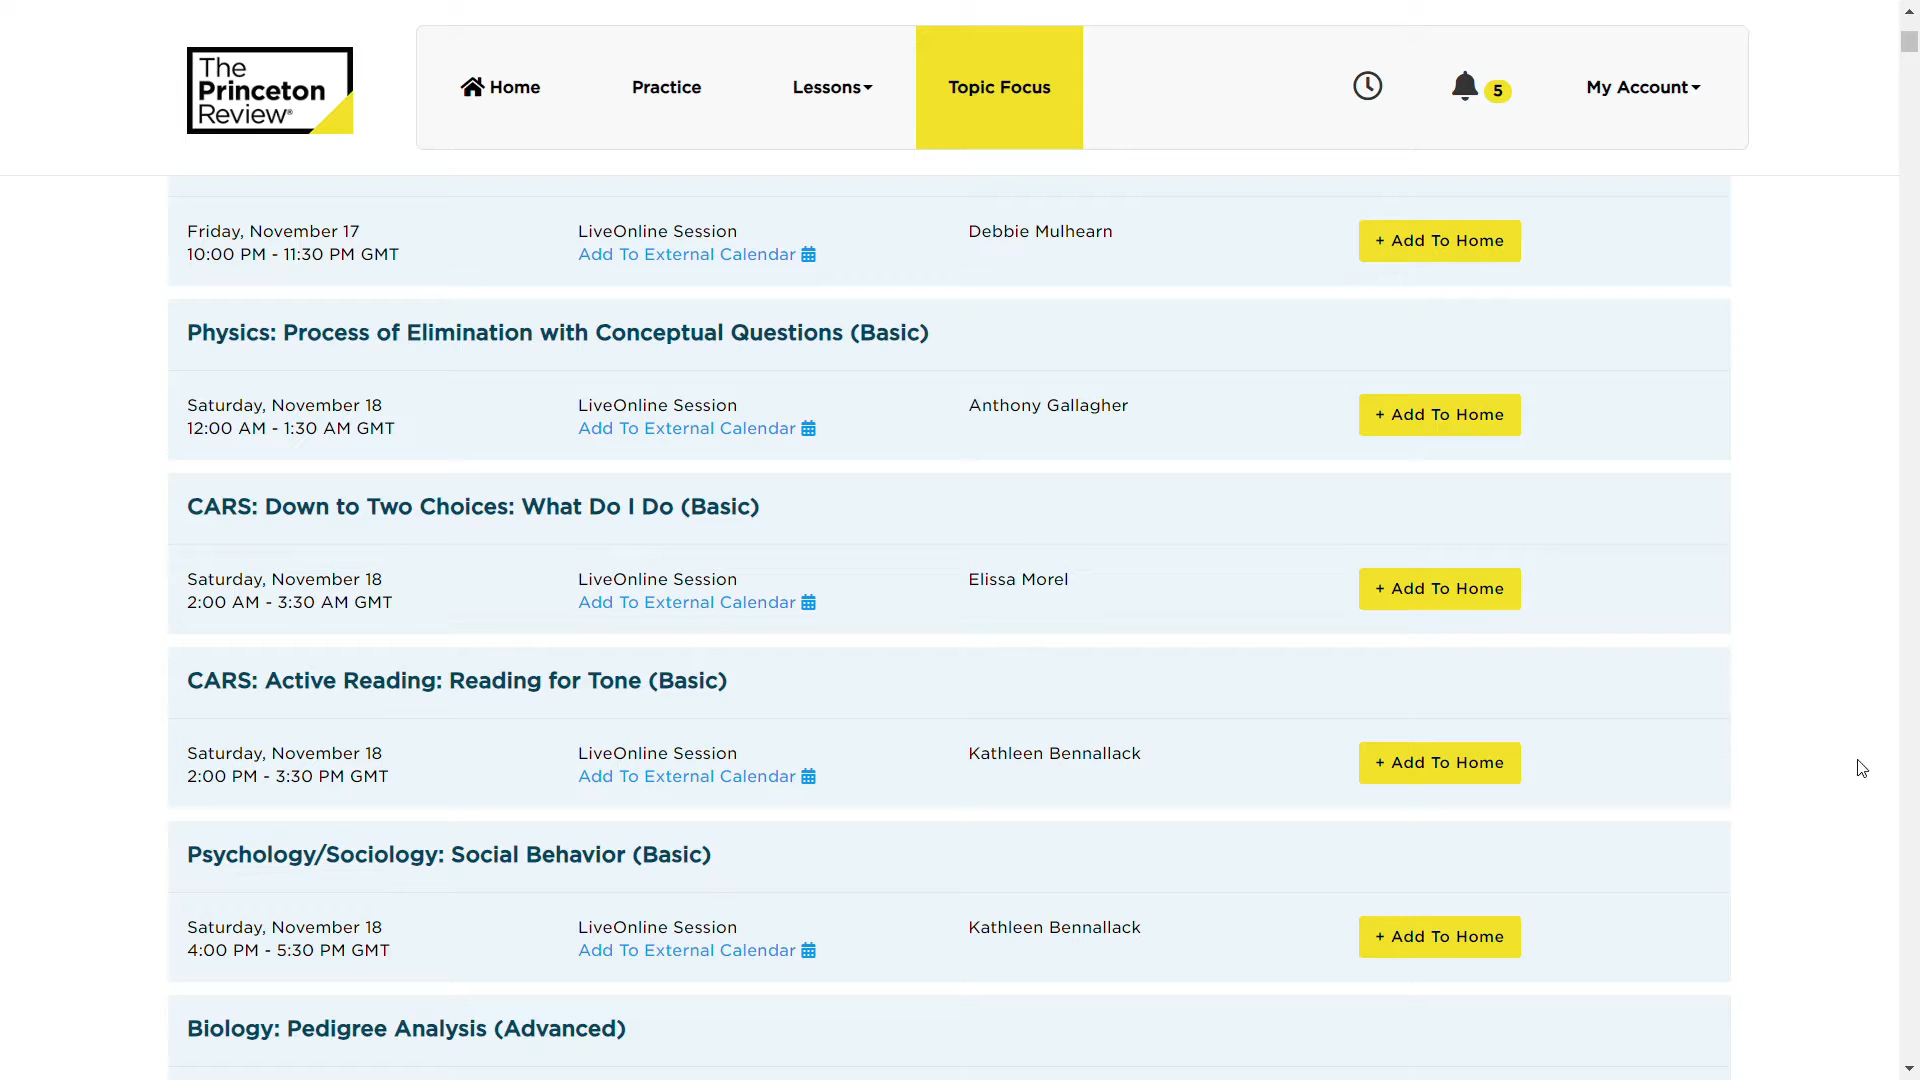 The
Princeton
Review®
Home
Practice
Lessons
Topic Focus
5
My Account
Friday, November 17
10:00 PM - 11:30 PM GMT
LiveOnline Session
Add To External Calendar
Debbie Mulhearn
+ Add To Home
Physics: Process of Elimination with Conceptual Questions (Basic)
Saturday, November 18
12:00 AM - 1:30 AM GMT
LiveOnline Session
Add To External Calendar
Anthony Gallagher
+ Add To Home
CARS: Down to Two Choices: What Do I Do (Basic)
Saturday, November 18
2:00 AM - 3:30 AM GMT
LiveOnline Session
Add To External Calendar
Elissa Morel
+ Add To Home
CARS: Active Reading: Reading for Tone (Basic)
Saturday, November 18
2:00 PM - 3:30 PM GMT
LiveOnline Session
Add To External Calendar
Kathleen Bennallack
+ Add To Home
Psychology/Sociology: Social Behavior (Basic)
Saturday, November 18
4:00 PM - 5:30 PM GMT
LiveOnline Session
Add To External Calendar
Kathleen Bennallack
+ Add To Home
Biology: Pedigree Analysis (Advanced)